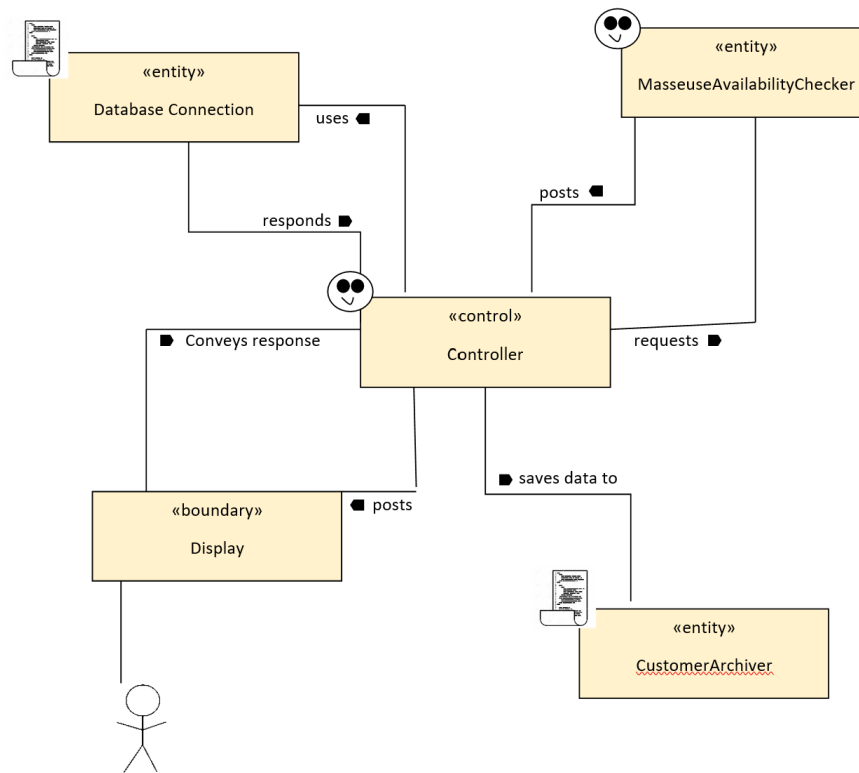 «entity»
Database Connection
«entity»
MasseuseAvailabilityChecker
uses
posts
responds
«control»
Controller
Conveys response
requests
saves data to
posts
«boundary»
Display
«entity»
CustomerArchiver